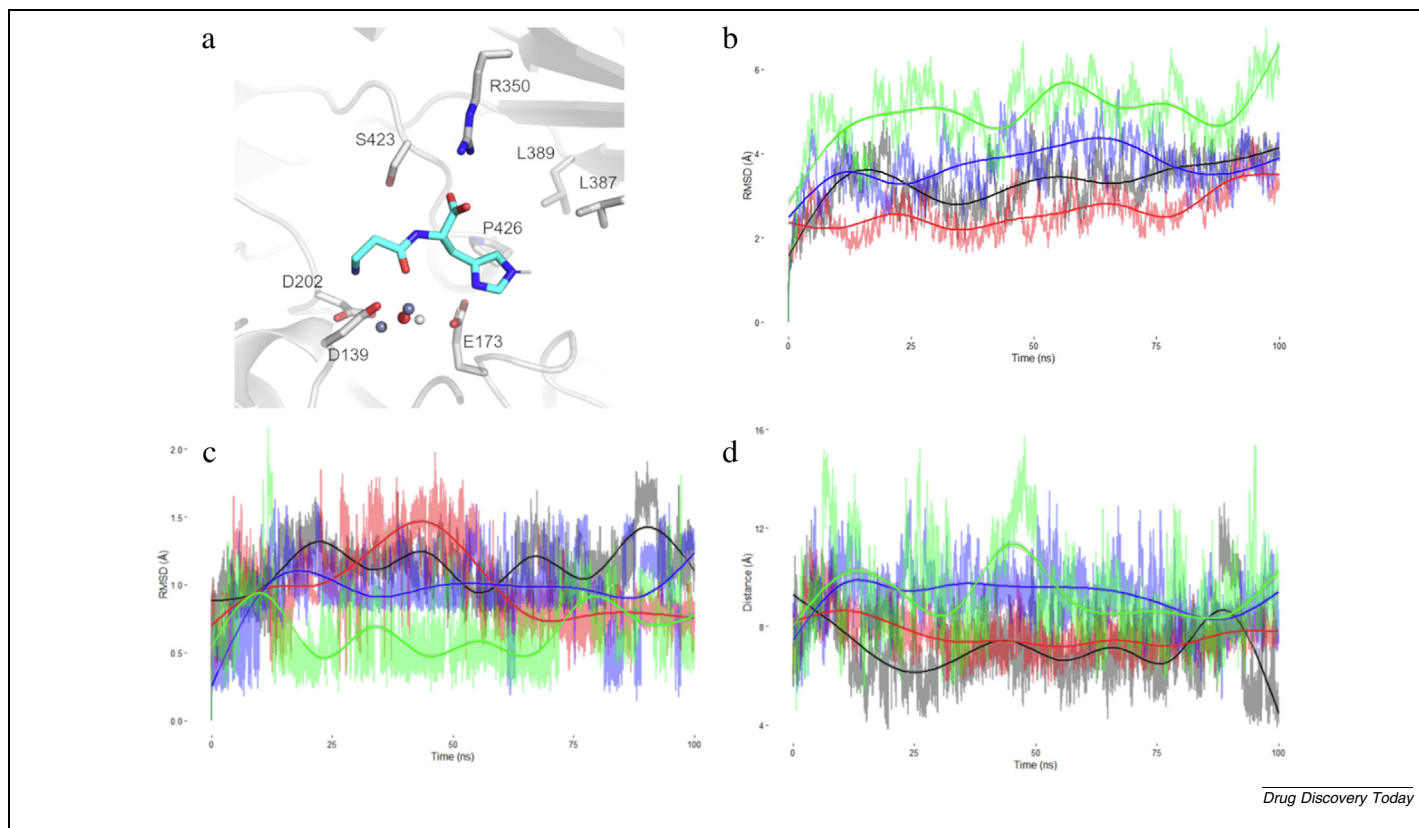 a
R350
S423
L389
L387
P426
D202
D139
E173
b
RMSD (Å)
6
4
2
0
0
25
50
75
100
Time (ns)
c
RMSD (Å)
2.0
1.5
1.0
0.5
0.0
0
25
50
75
100
Time (ns)
d
Distance (Å)
16
12
8
4
0
25
50
75
100
Time (ns)
Drug Discovery Today